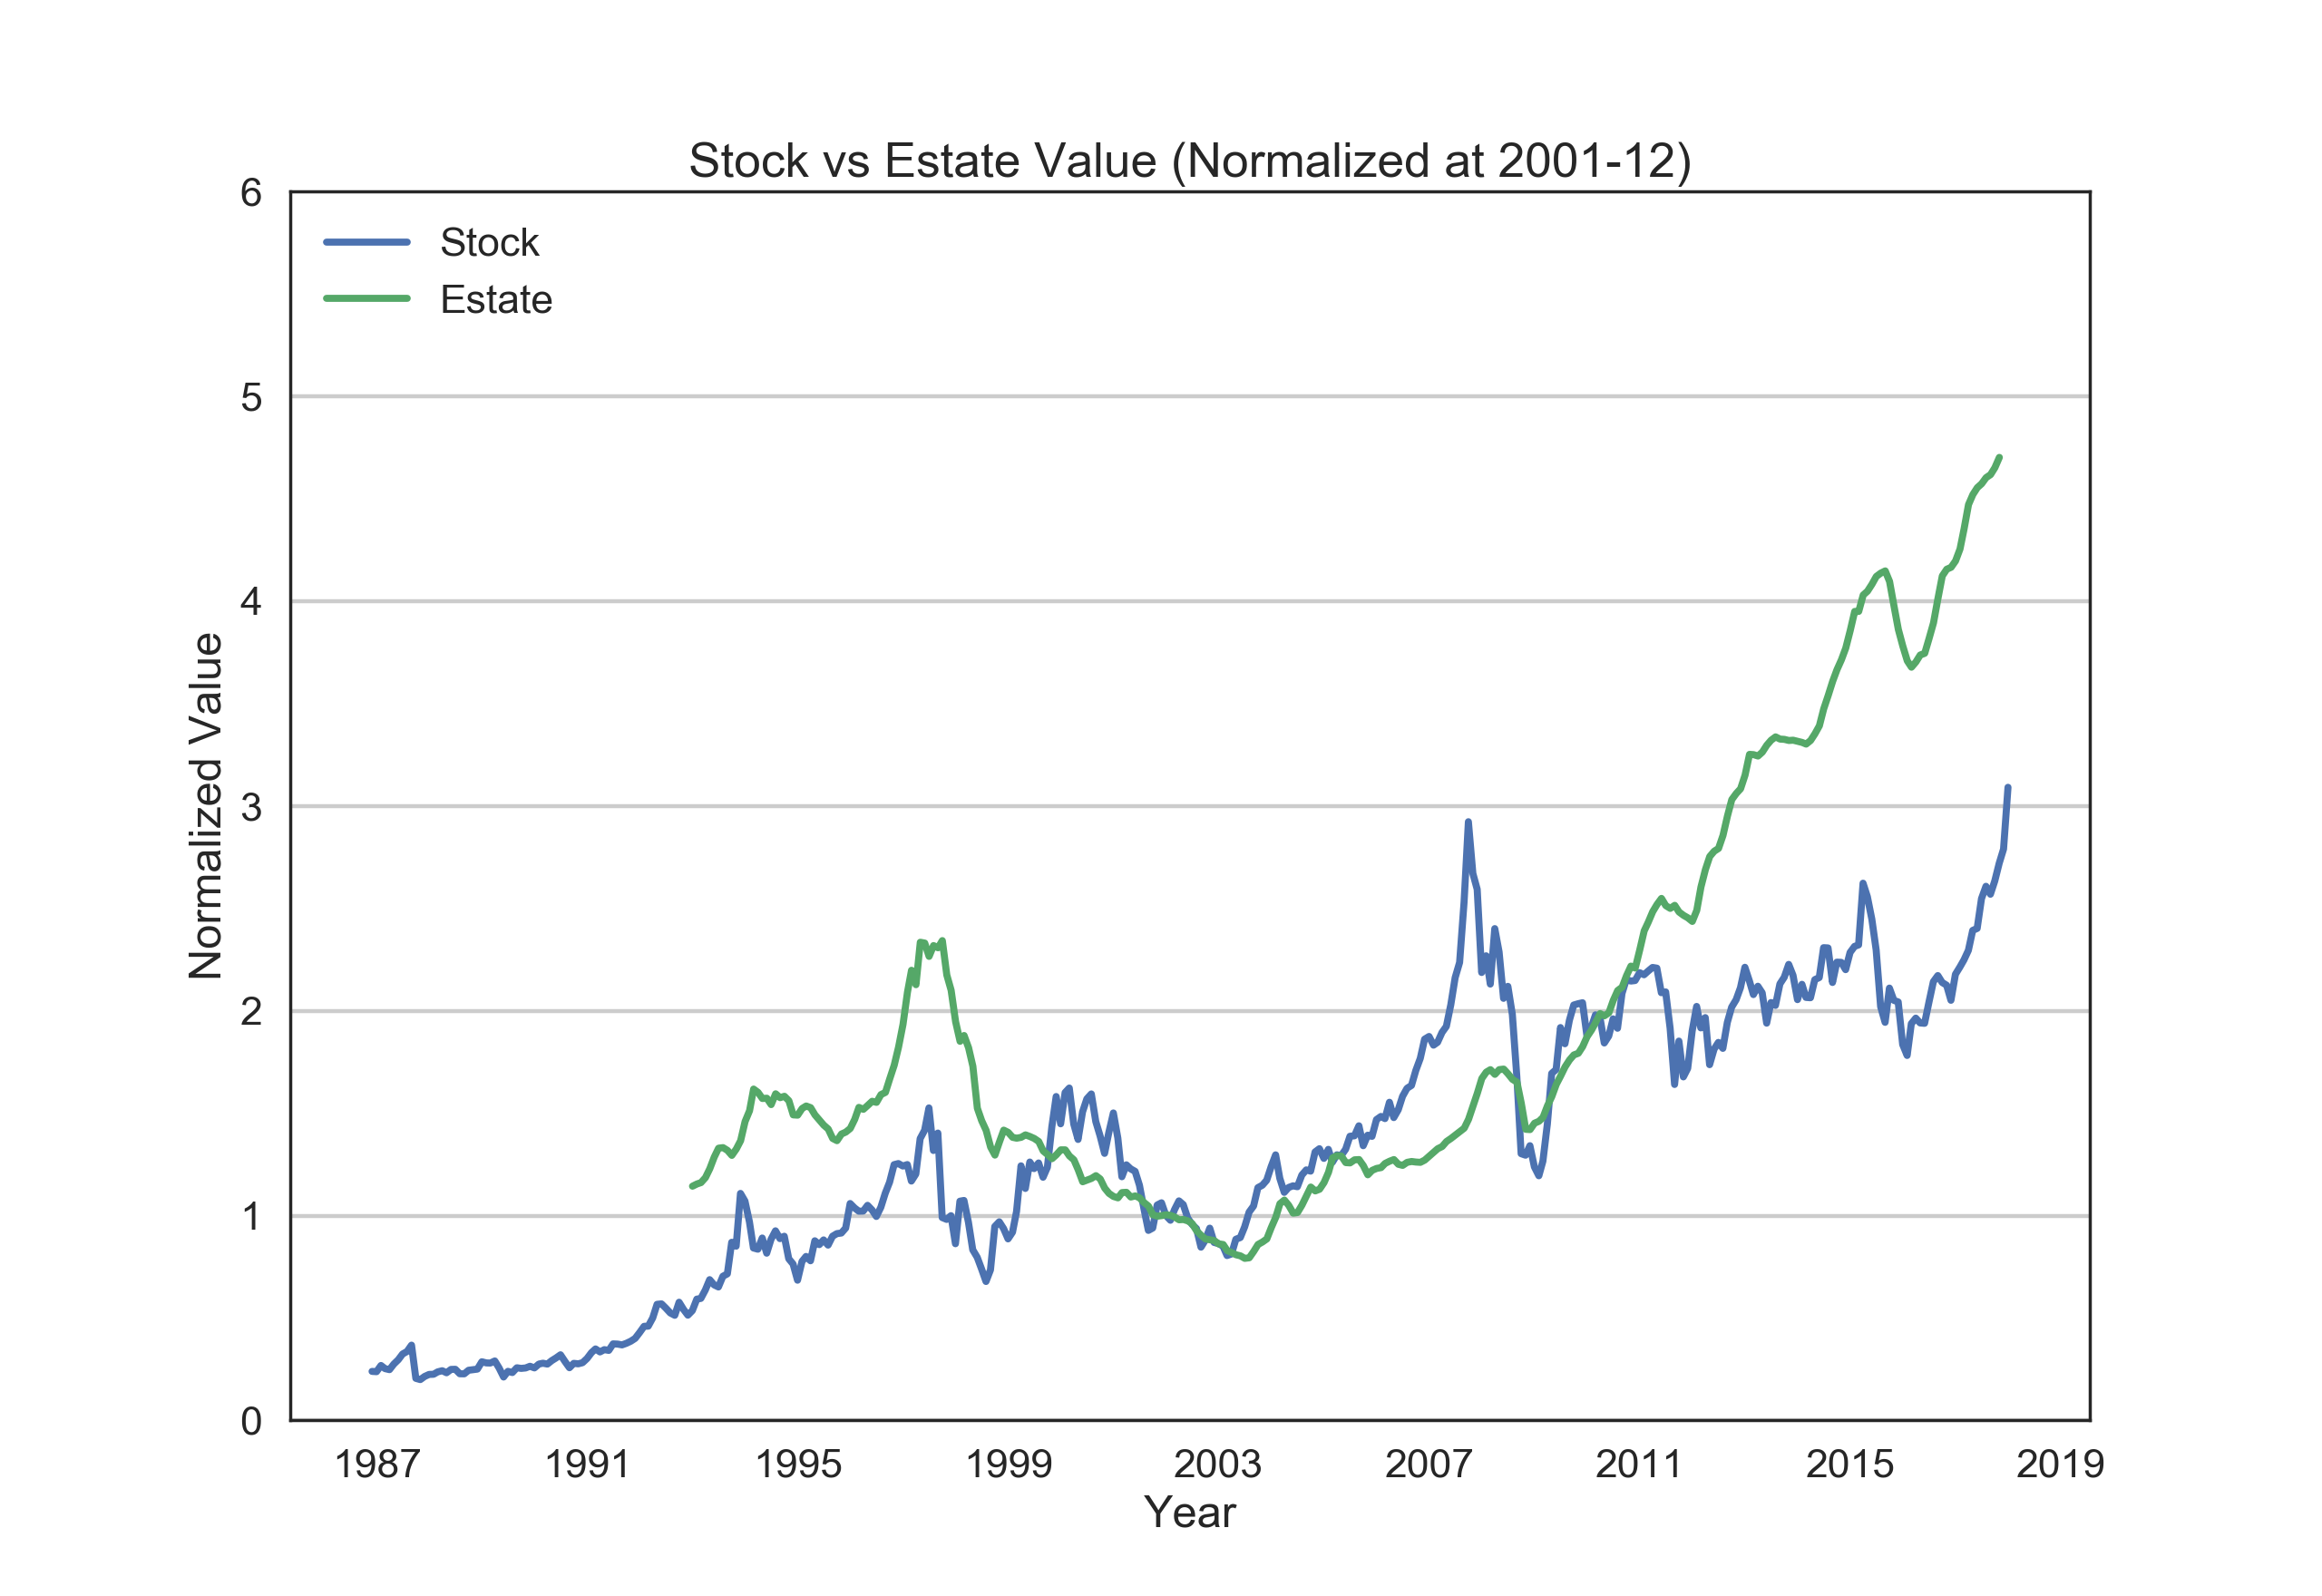 Stock vs Estate Value (Normalized at 2001-12)
6
Stock
Estate
5
4
3
2
1
0
Normalized Value
1987 1991 1995 1999 2003 2007 2011 2015 2019
Year